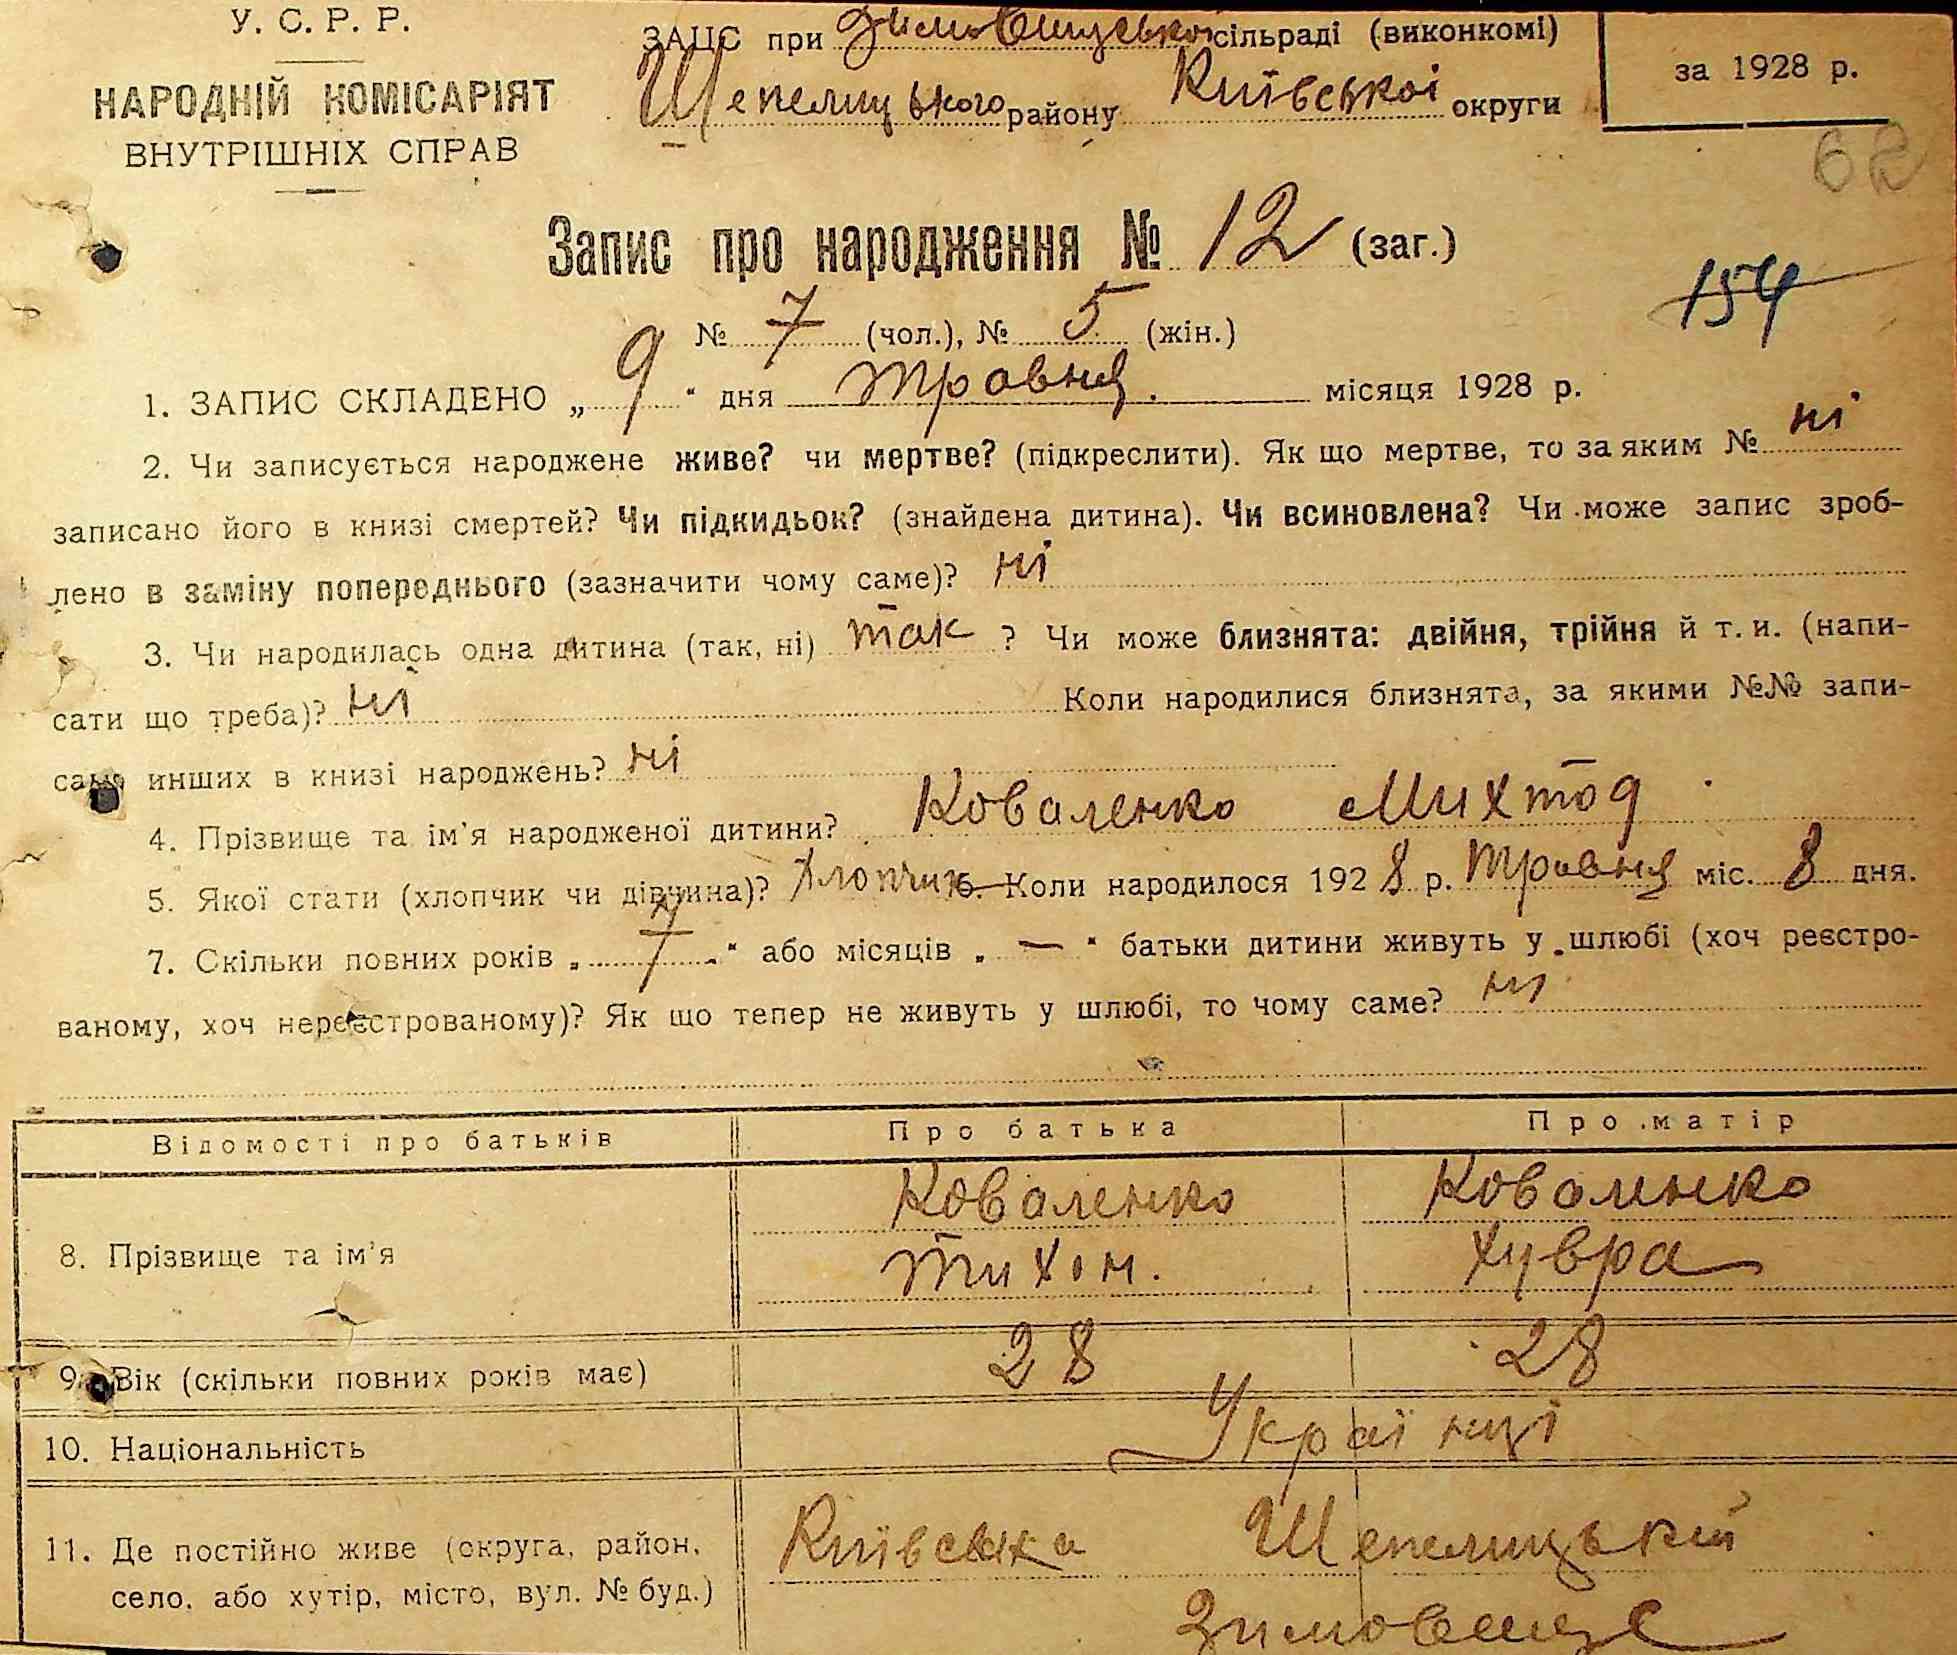 У. С. Р. Р.
НАРОДНІЙ КОМІСАРІЯТ
ВНУТРІШНІХ СПРАВ
ЗАЦС при Зимовищуської сільраді (виконкомі)
Шепелицького району Київської округи
за 1928 р.
62
Запис про народження № 12 (заг.)
154
№ 7 (чол.), № 5 (жін.)
1. ЗАПИС СКЛАДЕНО „ 9 “ дня травня. місяця 1928 р.
2. Чи записується народжене живе? чи мертве? (підкреслити). Як що мертве, то за яким № ні
записано його в книзі смертей? Чи підкидьок? (знайдена дитина). Чи всиновлена? Чи може запис зроб-
лено в заміну попереднього (зазначити чому саме)? ні
3. Чи народилась одна дитина (так, ні) так ? Чи може близнята: двійня, трійня й т. и. (напи-
сати що треба)? ні Коли народилися близнята, за якими №№ запи-
сано инших в книзі народжень? ні
4. Прізвище та ім'я народженої дитини? Коваленко Михтод
5. Якої стати (хлопчик чи дівчина)? Хлопчик 6. Коли народилося 1928 р. Травня міс. 8 дня.
7. Скільки повних років „ 7 “ або місяців „ — “ батьки дитини живуть у шлюбі (хоч реєстро-
ваному, хоч нереєстрованому)? Як що тепер не живуть у шлюбі, то чому саме? ні
Відомості про батьків Про батька Про матір
8. Прізвище та ім'я Коваленко Тихон. Коваленко Хувра
9. Вік (скільки повних років має) 28 28
10. Національність Українці
11. Де постійно живе (округа, район, Київська Шепелицький
село, або хутір, місто, вул. № буд.) Зимовеще